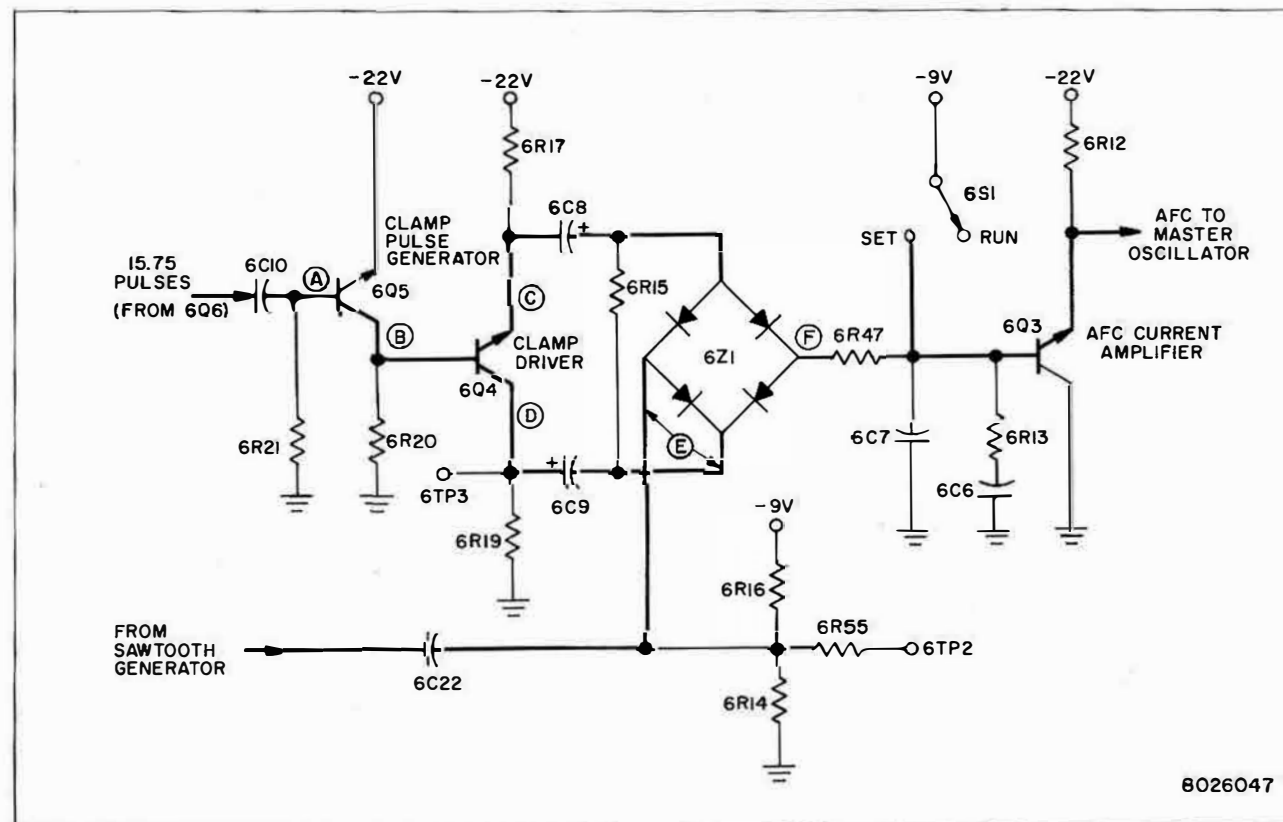 -22V
-22V
-9V
-22V
6R17
6R12
6S1
6C8
+
CLAMP
PULSE
GENERATOR
SET
RUN
AFC TO
MASTER
OSCILLATOR
15.75
PULSES
(FROM 6Q6)
6C10
A
6Q5
6R15
C
B
CLAMP
DRIVER
6Z1
F
6R47
6Q3
AFC CURRENT
AMPLIFIER
6Q4
D
6R21
6R20
E
6C7
6R13
6TP3
+
6C9
6C6
-9V
6R19
6R16
6R55
FROM
SAWTOOTH
GENERATOR
6TP2
6C22
6R14
8026047